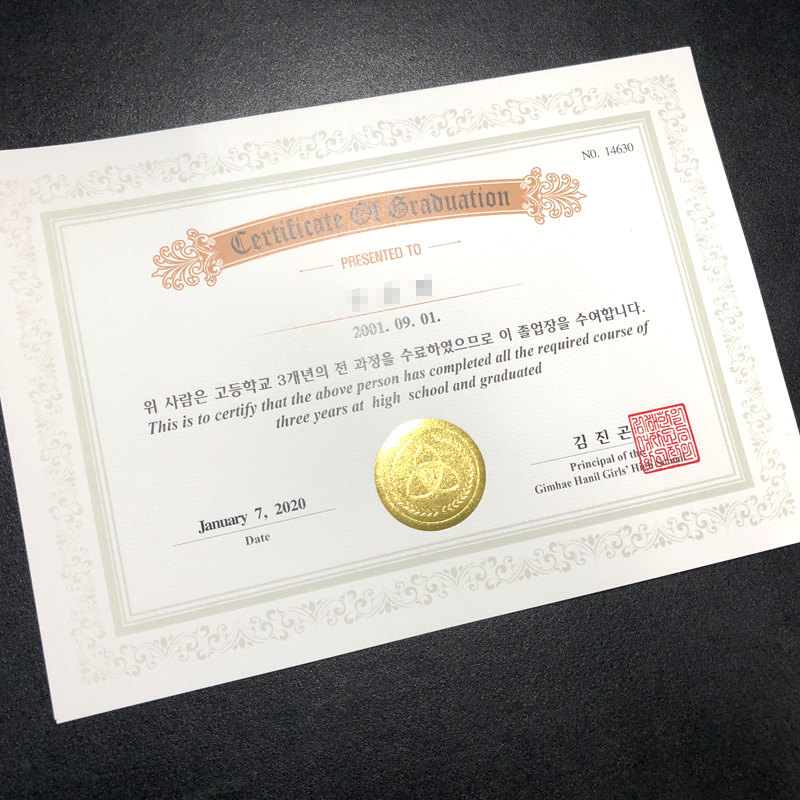 NO. 14630
Certificate Of Graduation
PRESENTED TO
2001. 09. 01.
위 사람은 고등학교 3개년의 전 과정을 수료하였으므로 이 졸업장을 수여합니다.
This is to certify that the above person has completed all the required course of
three years at high school and graduated
김 진 곤
Principal of the
Gimhae Hanil Girls' High School
January 7, 2020
Date